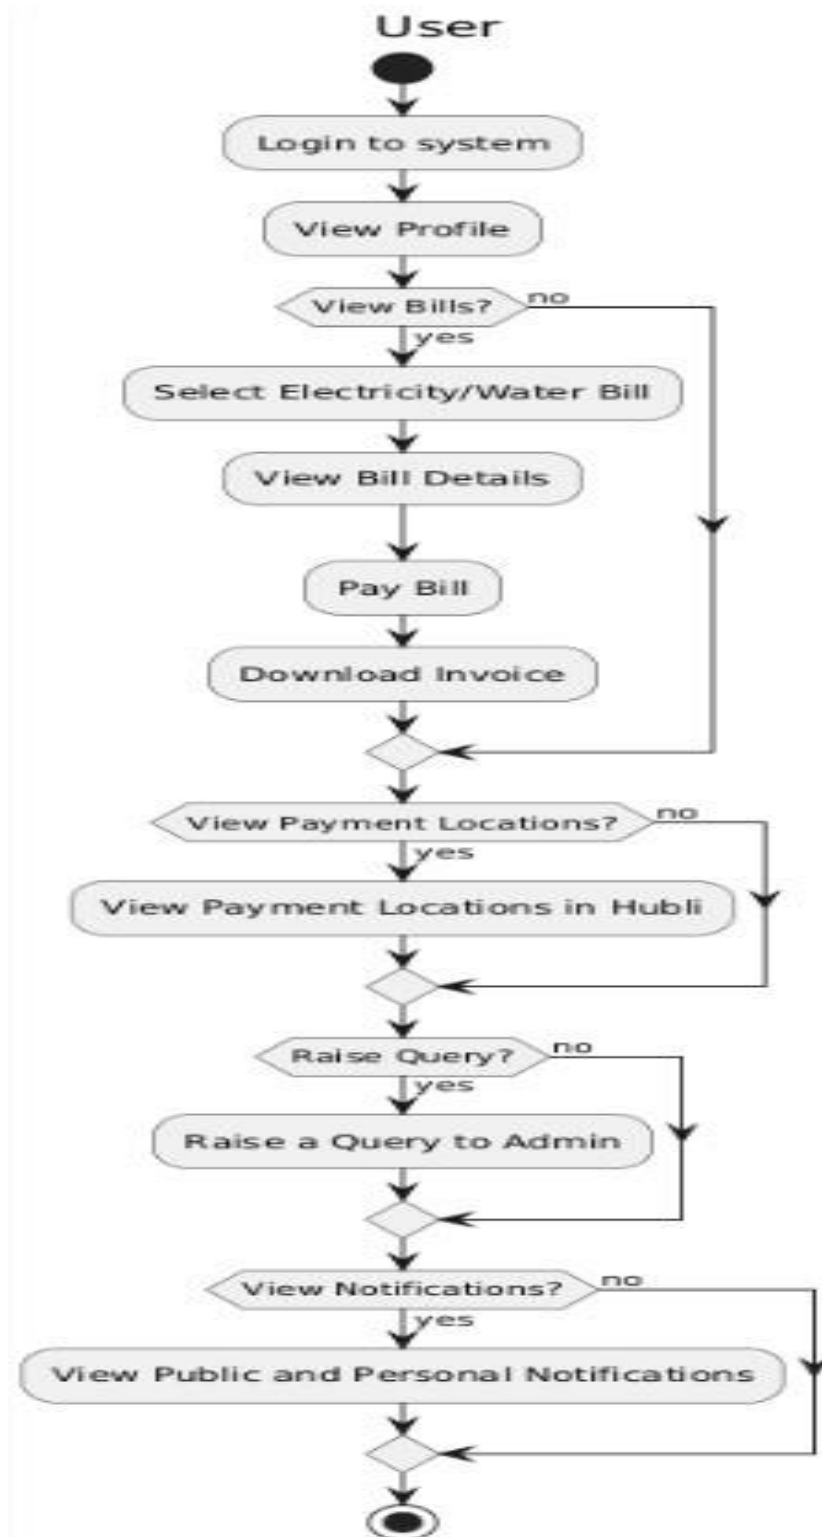 User
Login to system
View Profile
View Bills?
no
yes
Select Electricity/Water Bill
View Bill Details
Pay Bill
Download Invoice
View Payment Locations?
no
yes
View Payment Locations in Hubli
Raise Query?
no
yes
Raise a Query to Admin
View Notifications?
no
yes
View Public and Personal Notifications